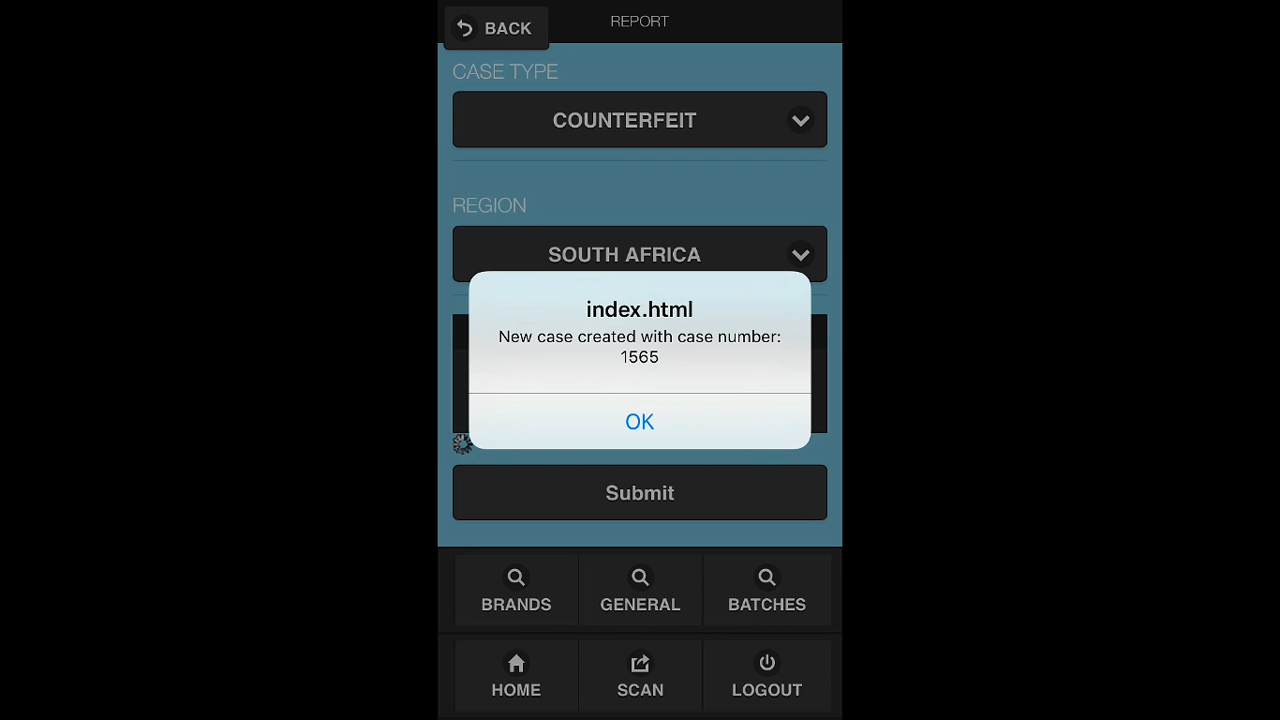 BACK
REPORT
CASE TYPE
COUNTERFEIT
REGION
SOUTH AFRICA
index.html
New case created with case number:
1565
OK
Submit
BRANDS
GENERAL
BATCHES
HOME
SCAN
LOGOUT